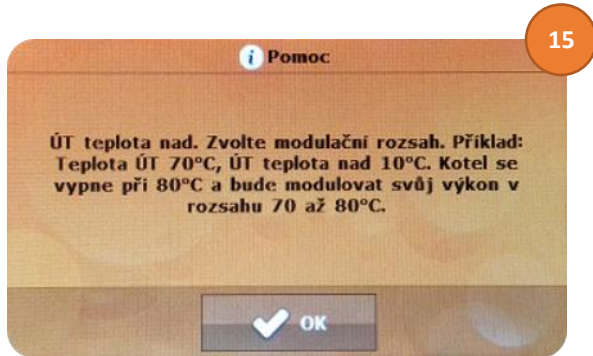 15
Pomoc
ÚT teplota nad. Zvolte modulační rozsah. Příklad:
Teplota ÚT 70°C, ÚT teplota nad 10°C. Kotel se
vypne při 80°C a bude modulovat svůj výkon v
rozsahu 70 až 80°C.
OK